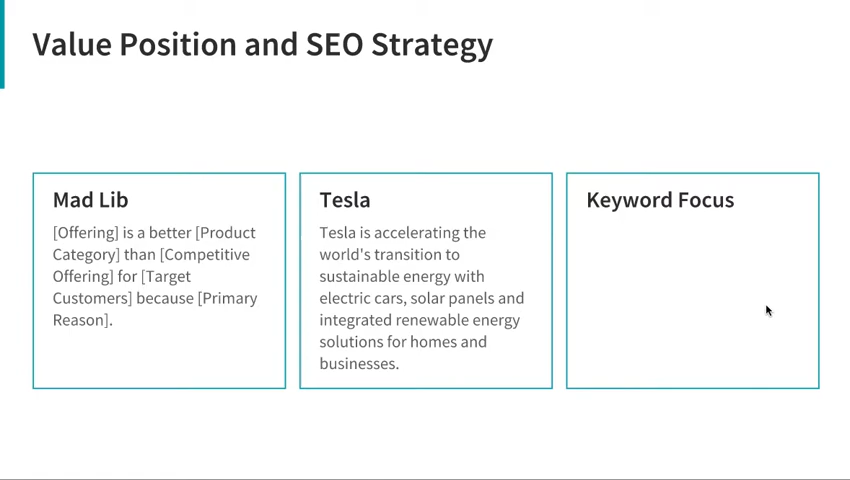 Value Position and SEO Strategy
Mad Lib
[Offering] is a better [Product
Category] than [Competitive
Offering] for [Target
Customers] because [Primary
Reason].
Tesla
Tesla is accelerating the
world's transition to
sustainable energy with
electric cars, solar panels and
integrated renewable energy
solutions for homes and
businesses.
Keyword Focus